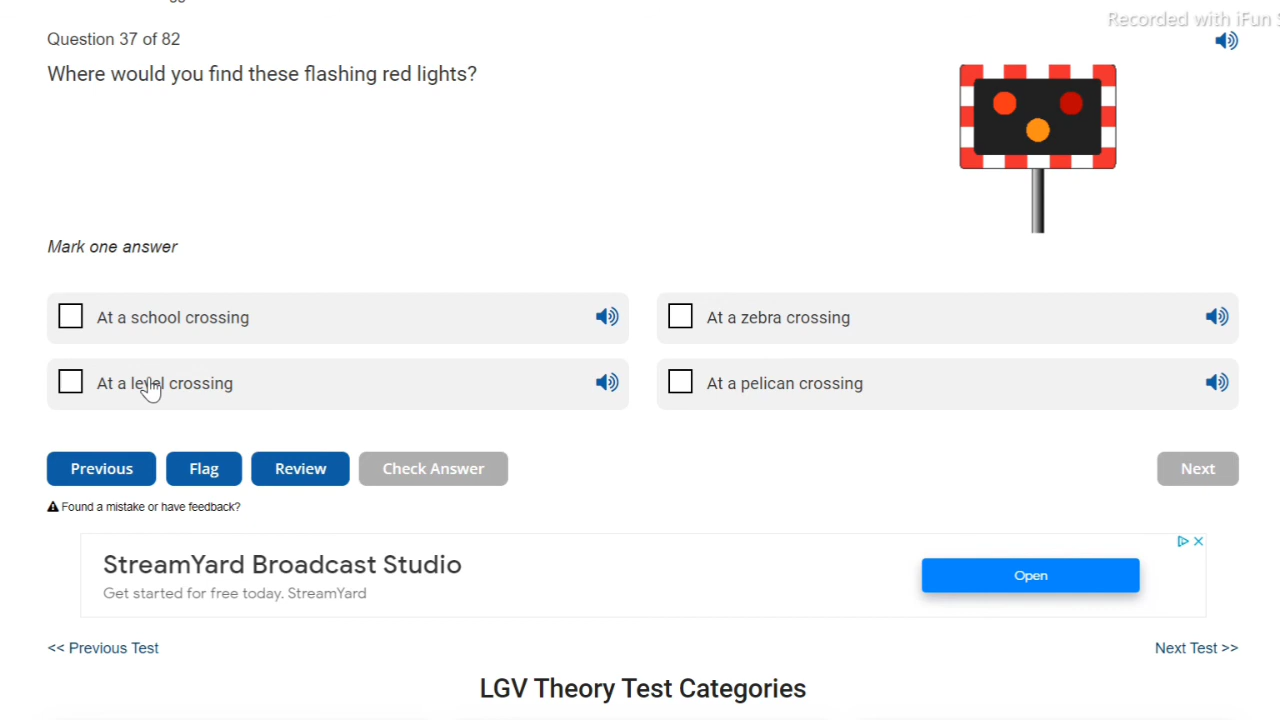 Recorded with iFun
Question 37 of 82
Where would you find these flashing red lights?
Mark one answer
At a school crossing
At a zebra crossing
At a level crossing
At a pelican crossing
Previous
Flag
Review
Check Answer
Next
Found a mistake or have feedback?
StreamYard Broadcast Studio
Get started for free today. StreamYard
Open
<< Previous Test
Next Test >>
LGV Theory Test Categories